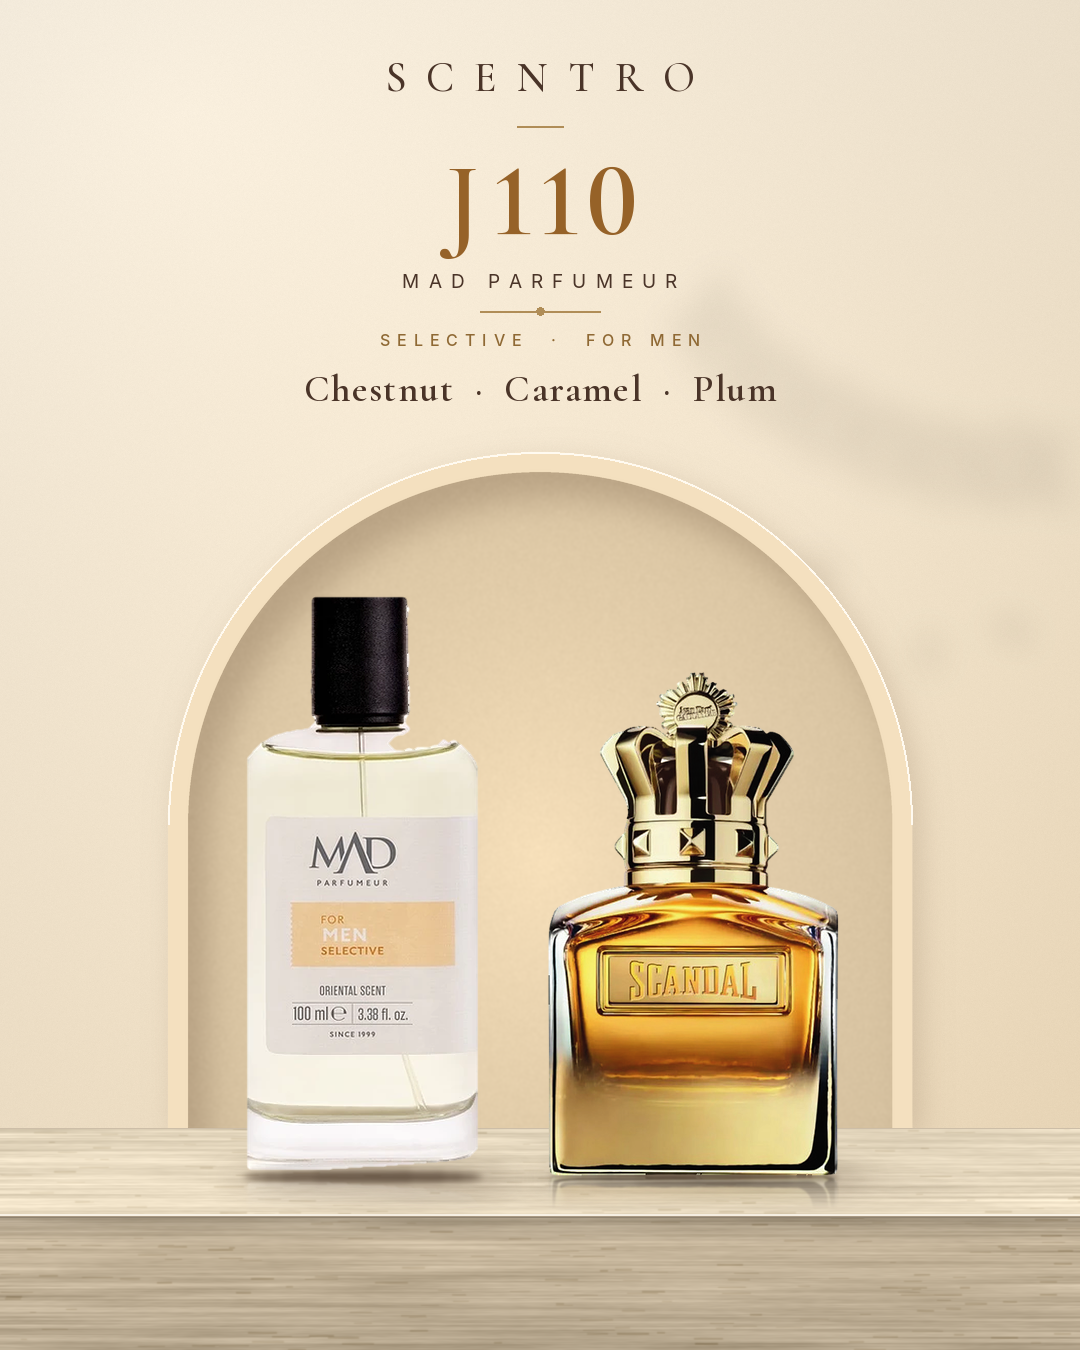 SCENTRO
J110
MAD PARFUMEUR
SELECTIVE · FOR MEN
Chestnut · Caramel · Plum
MAD
PARFUMEUR
FOR
MEN
SELECTIVE
ORIENTAL SCENT
100 ml ℮ 3.38 fl. oz.
SINCE 1999
SCANDAL